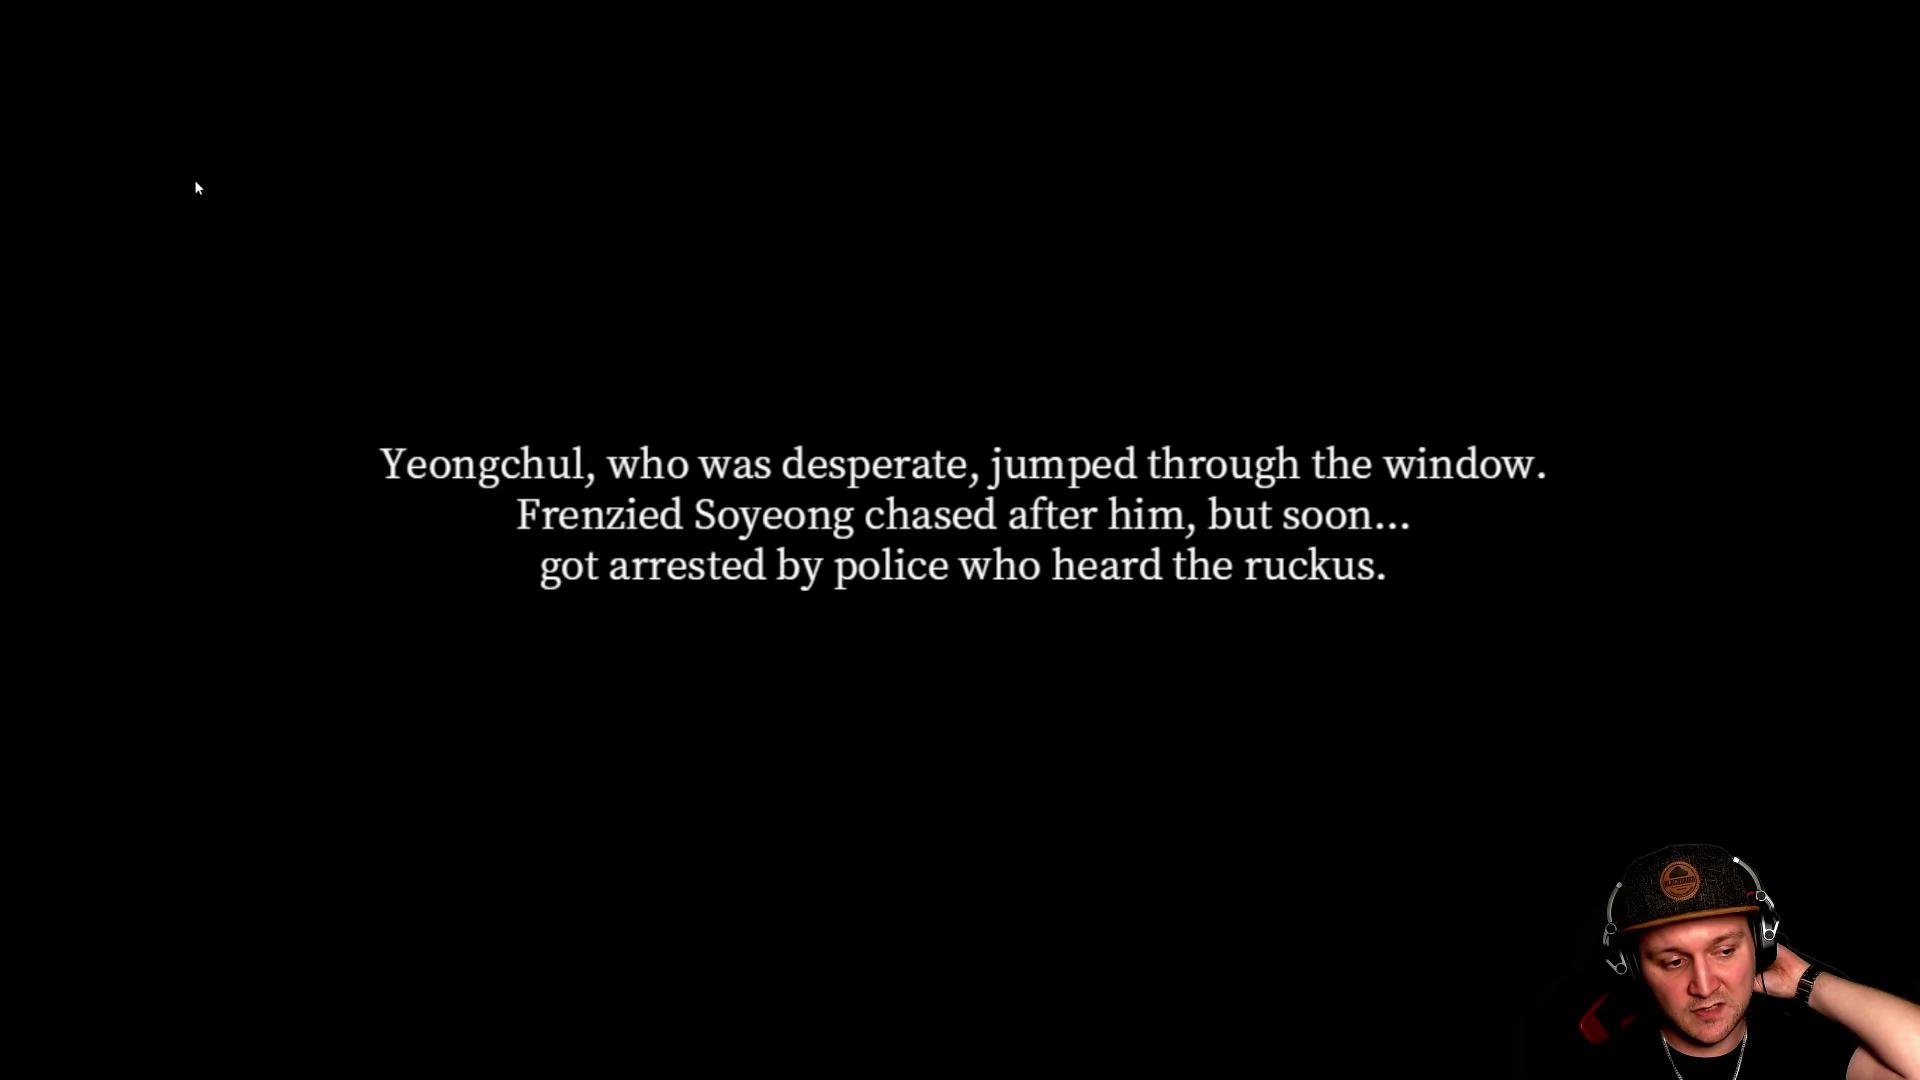 Yeongchul, who was desperate, jumped through the window.
Frenzied Soyeong chased after him, but soon...
got arrested by police who heard the ruckus.